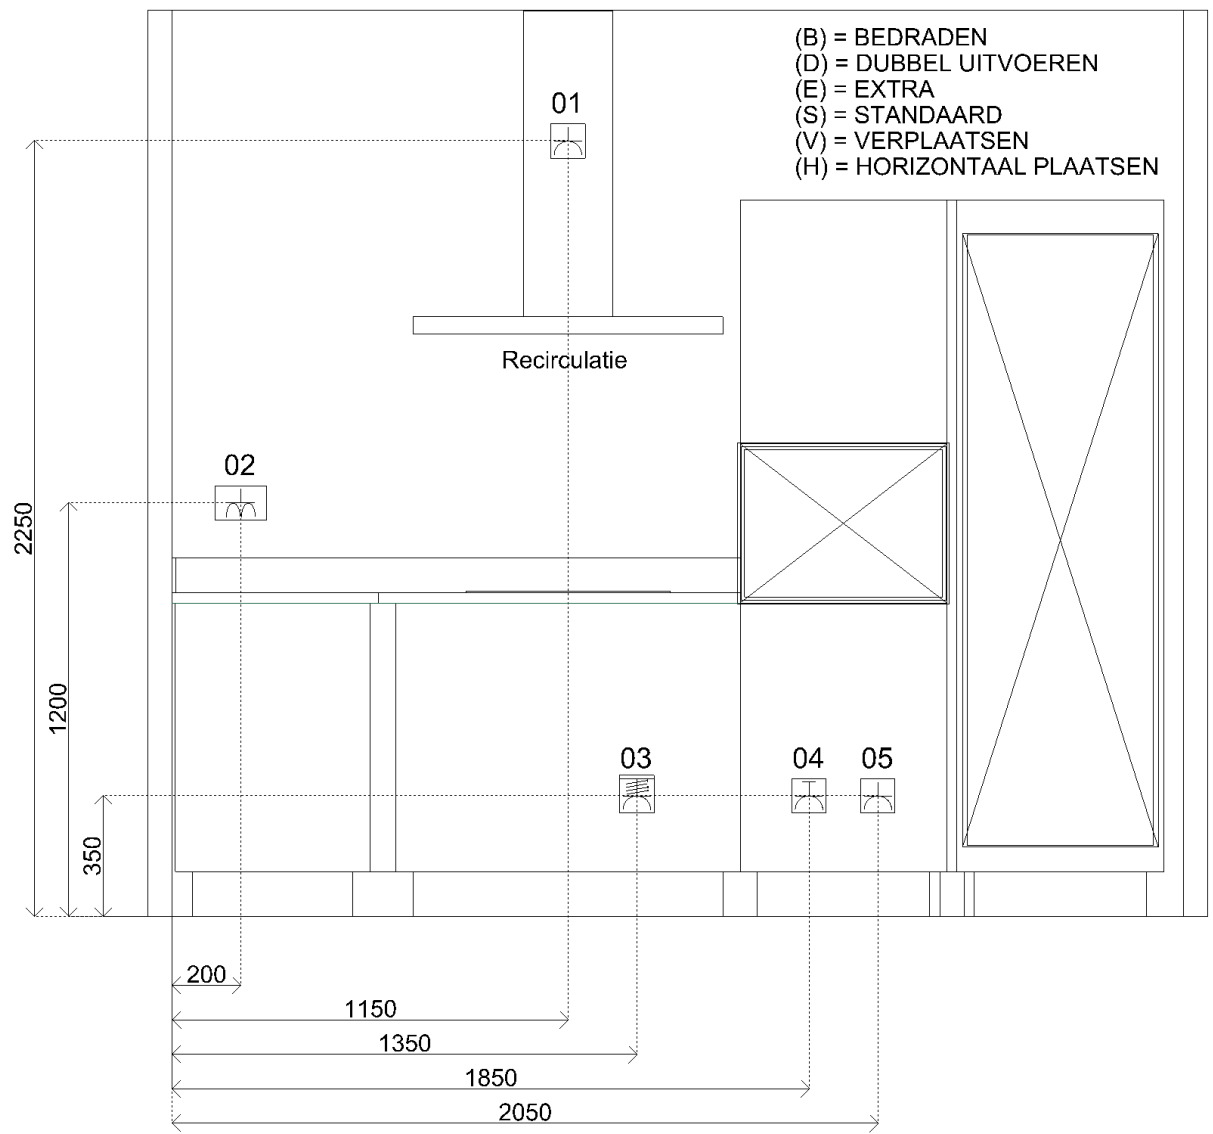 (B) = BEDRADEN
(D) = DUBBEL UITVOEREN
(E) = EXTRA
(S) = STANDAARD
(V) = VERPLAATSEN
(H) = HORIZONTAAL PLAATSEN
01
Recirculatie
02
2250
1200
350
03
04
05
200
1150
1350
1850
2050